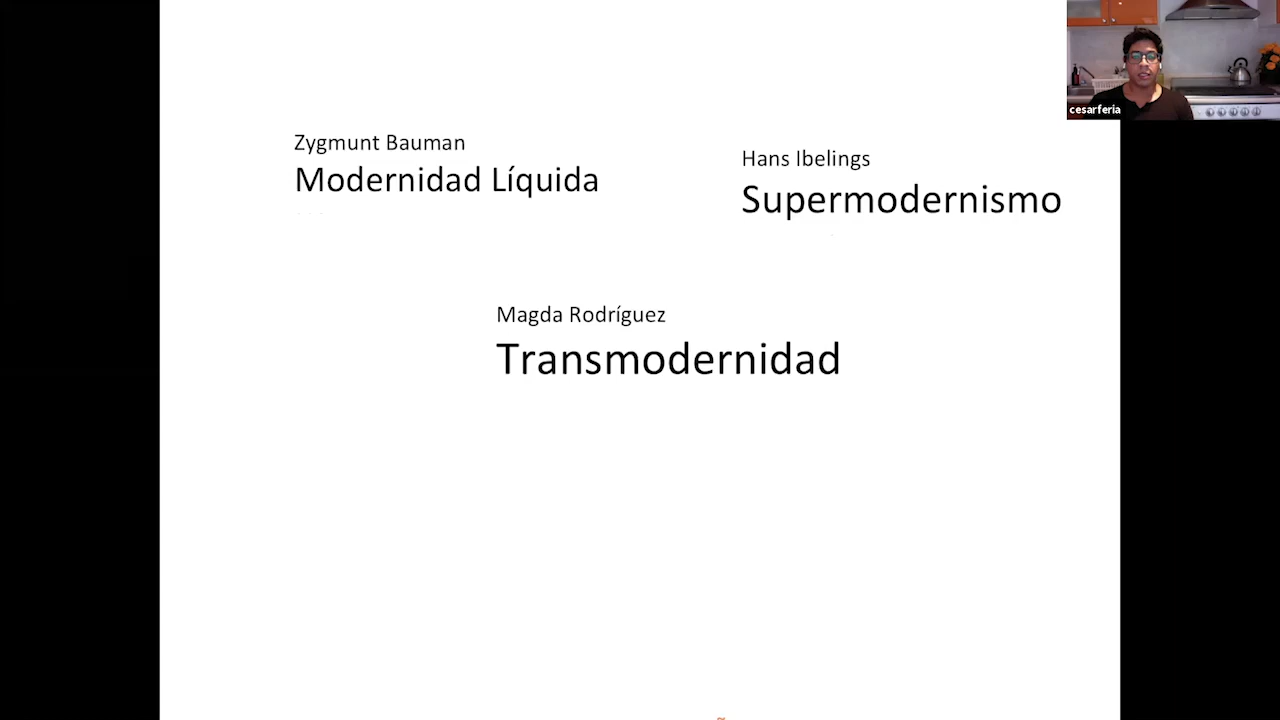 Zygmunt Bauman
Modernidad Líquida
Hans Ibelings
Supermodernismo
Magda Rodríguez
Transmodernidad
cesarferia